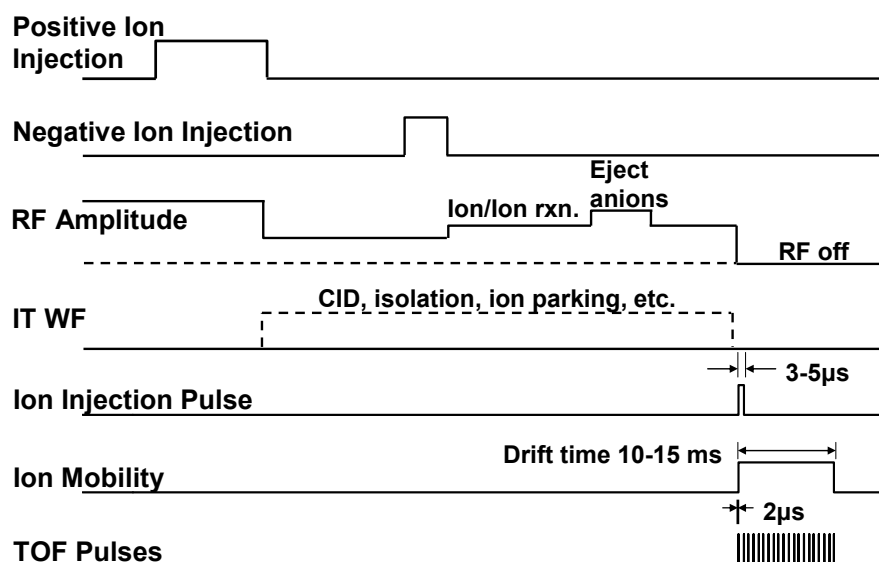 Positive Ion
Injection
Negative Ion Injection
Eject
anions
Ion/Ion rxn.
RF Amplitude
RF off
CID, isolation, ion parking, etc.
IT WF
3-5µs
Ion Injection Pulse
Drift time 10-15 ms
Ion Mobility
2µs
TOF Pulses